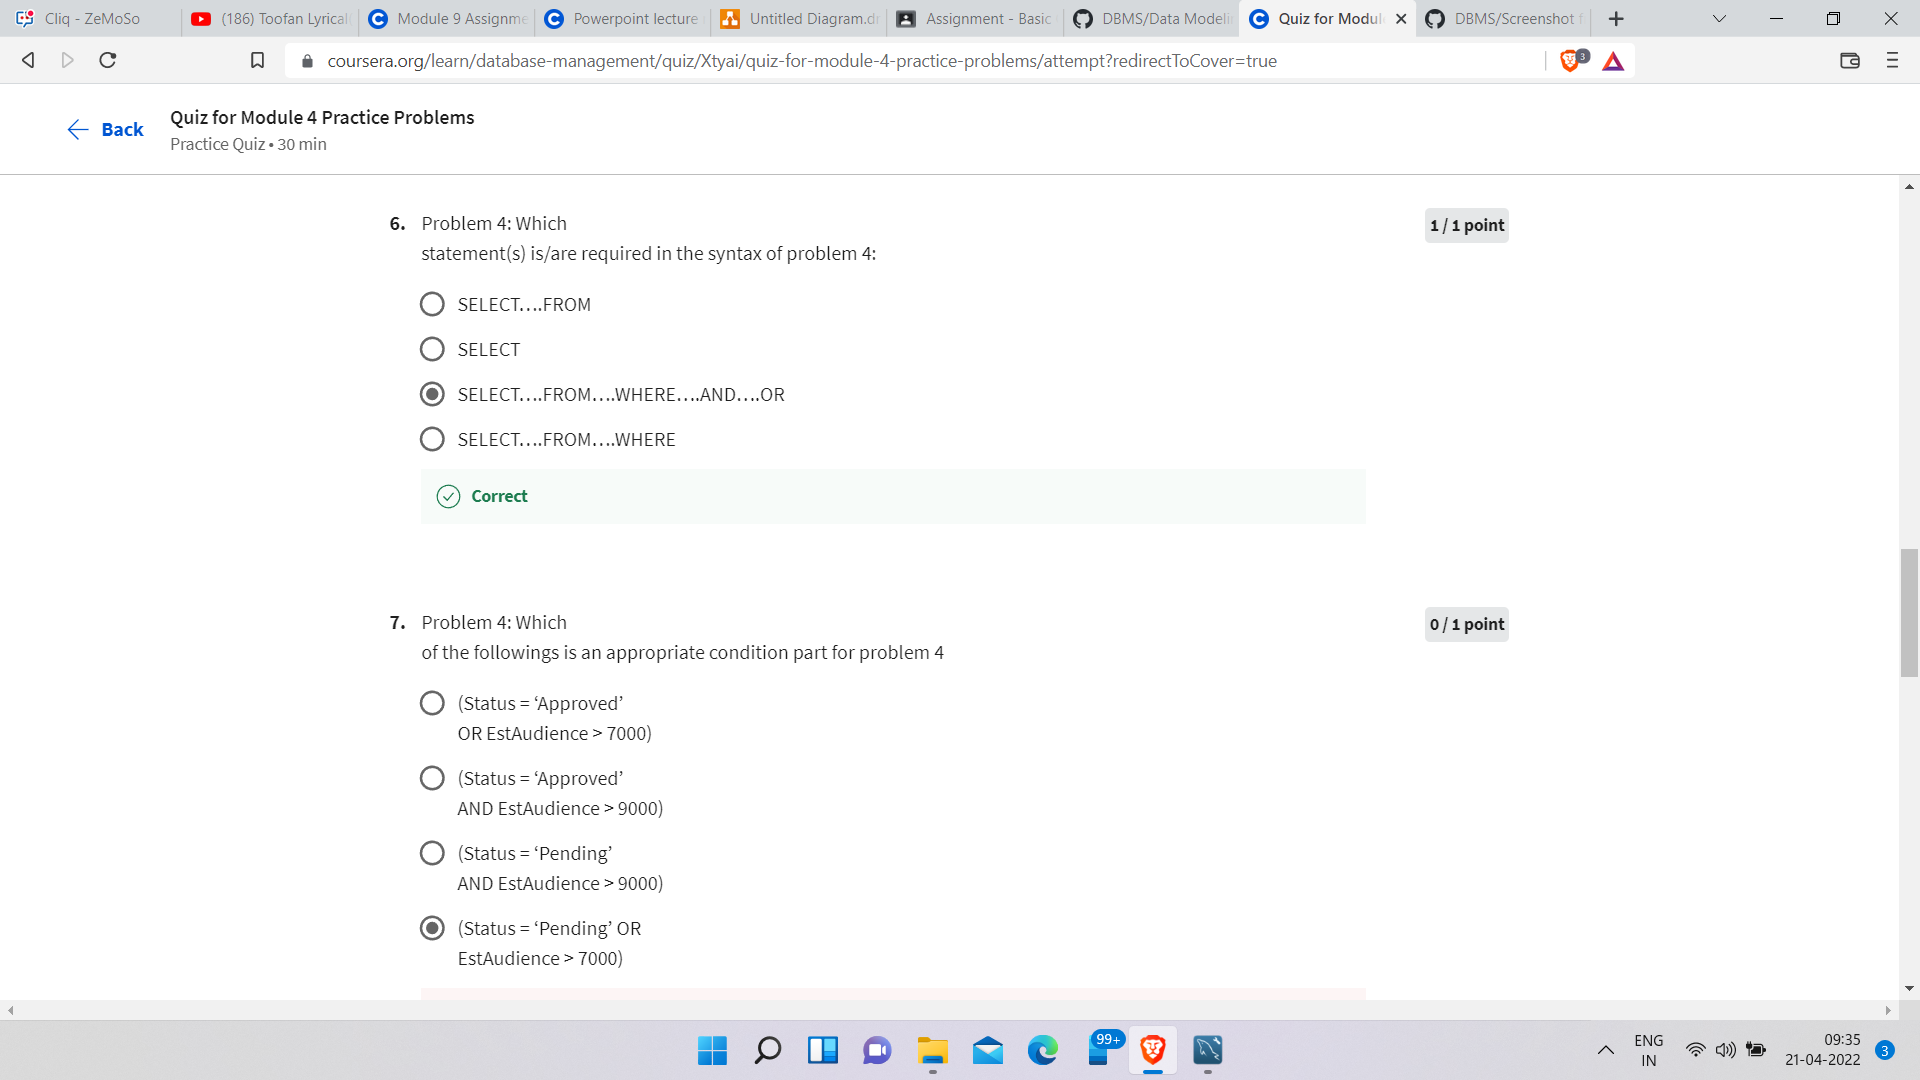 Cliq - ZeMoSo
(186) Toofan Lyrical
Module 9 Assignme
Powerpoint lecture
Untitled Diagram.dr
Assignment - Basic
DBMS/Data Modeli
Quiz for Modul
DBMS/Screenshot f
coursera.org/learn/database-management/quiz/Xtyai/quiz-for-module-4-practice-problems/attempt?redirectToCover=true
3
Back
Quiz for Module 4 Practice Problems
Practice Quiz • 30 min
6. Problem 4: Which
statement(s) is/are required in the syntax of problem 4:
1 / 1 point
SELECT….FROM
SELECT
SELECT….FROM….WHERE….AND….OR
SELECT….FROM….WHERE
Correct
7. Problem 4: Which
of the followings is an appropriate condition part for problem 4
0 / 1 point
(Status = ‘Approved’
OR EstAudience > 7000)
(Status = ‘Approved’
AND EstAudience > 9000)
(Status = ‘Pending’
AND EstAudience > 9000)
(Status = ‘Pending’ OR
EstAudience > 7000)
99+
ENG
IN
09:35
21-04-2022
3